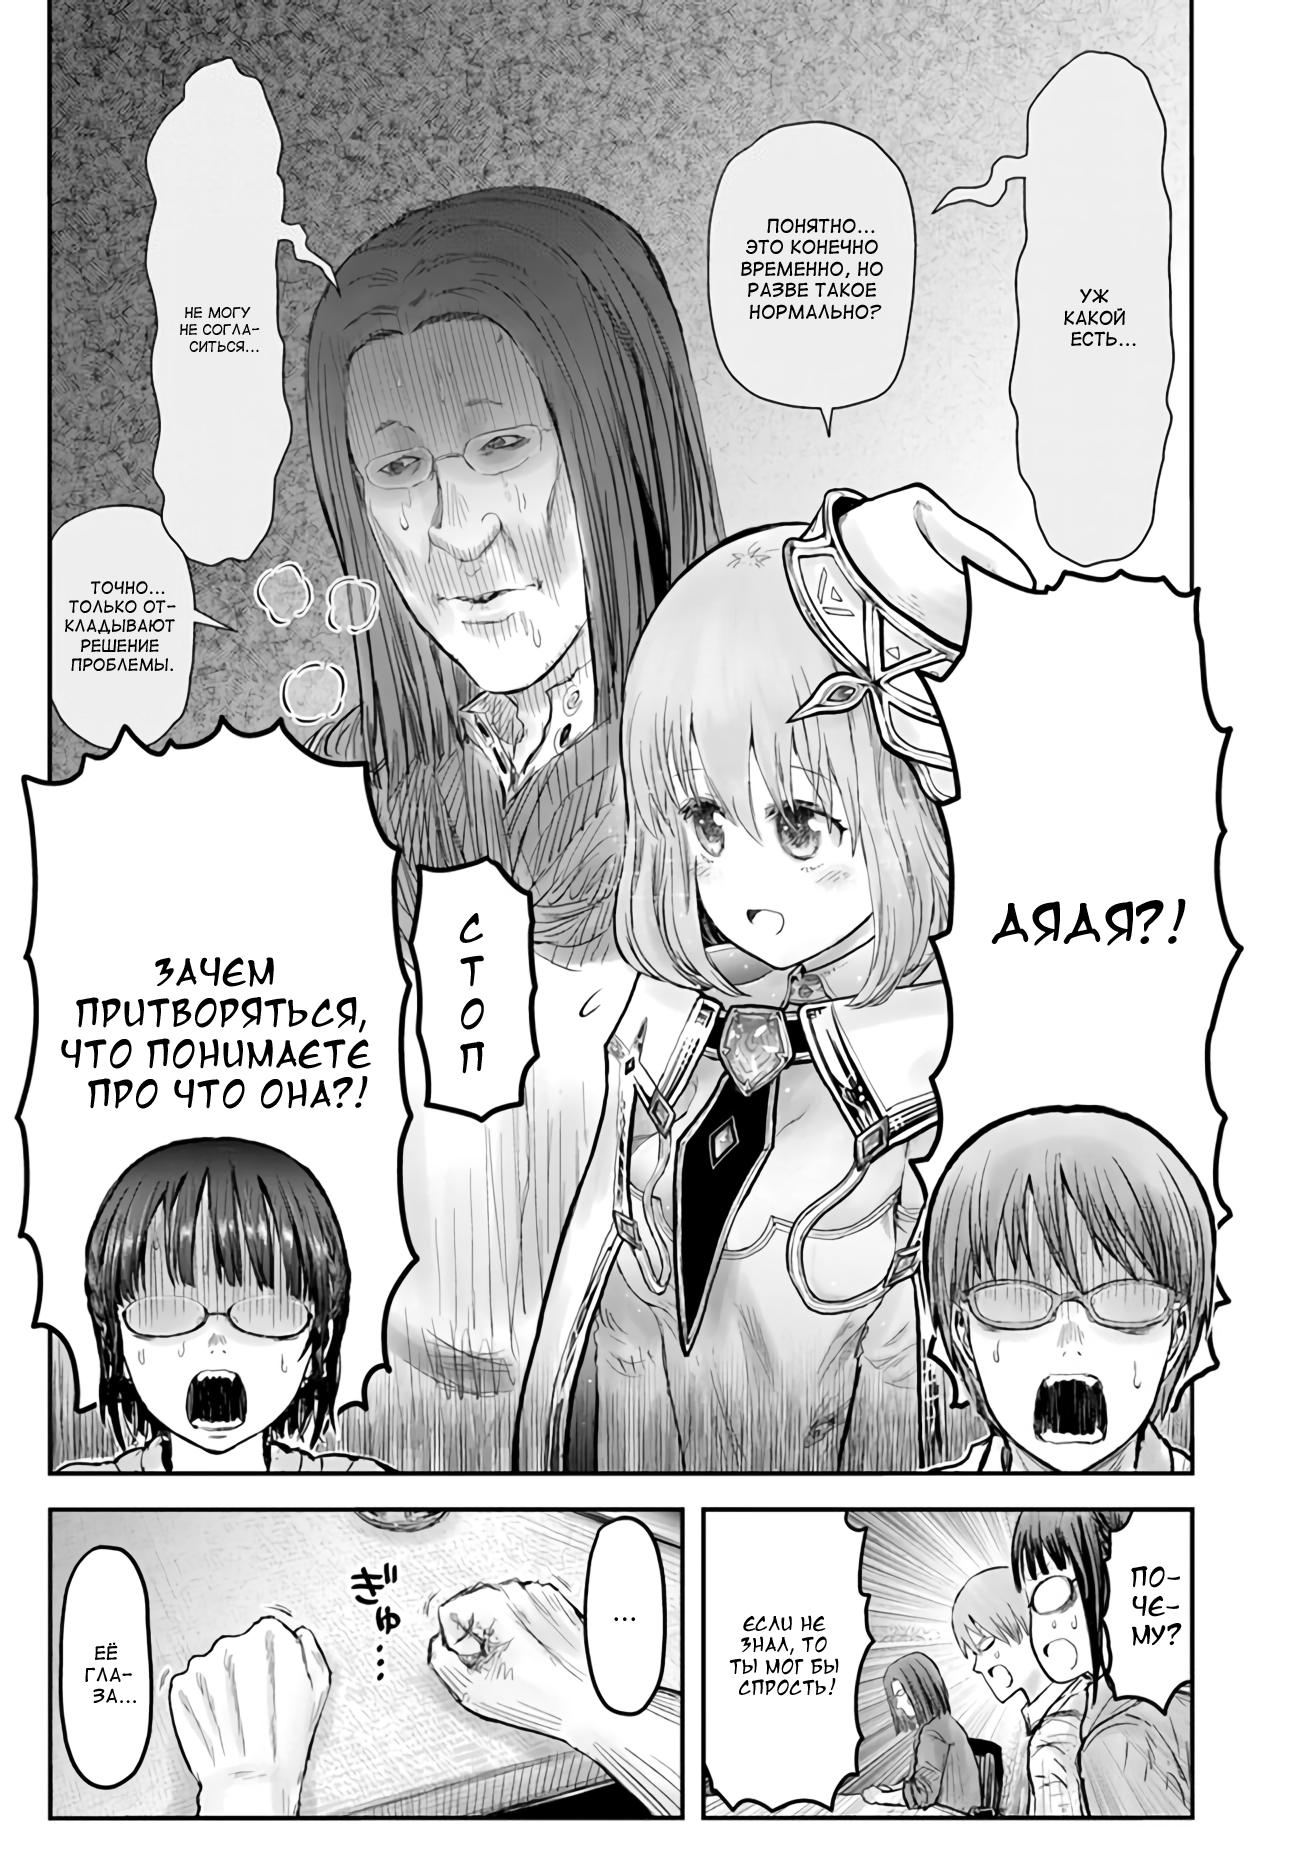 УЖ
КАКОЙ
ЕСТЬ...
ПОНЯТНО...
ЭТО КОНЕЧНО
ВРЕМЕННО, НО
РАЗВЕ ТАКОЕ
НОРМАЛЬНО?
НЕ МОГУ
НЕ СОГЛА-
СИТЬСЯ...
ТОЧНО...
ТОЛЬКО ОТ-
КЛАДЫВАЮТ
РЕШЕНИЕ
ПРОБЛЕМЫ.
ДЯДЯ?!
С
Т
О
П
ЗАЧЕМ
ПРИТВОРЯТЬСЯ,
ЧТО ПОНИМАЕТЕ
ПРО ЧТО ОНА?!
ПО-
ЧЕ-
МУ?
ЕСЛИ НЕ
ЗНАЛ, ТО
ТЫ МОГ БЫ
СПРОСТЬ!
...
ぎゅ…
ЕЁ
ГЛА-
ЗА...